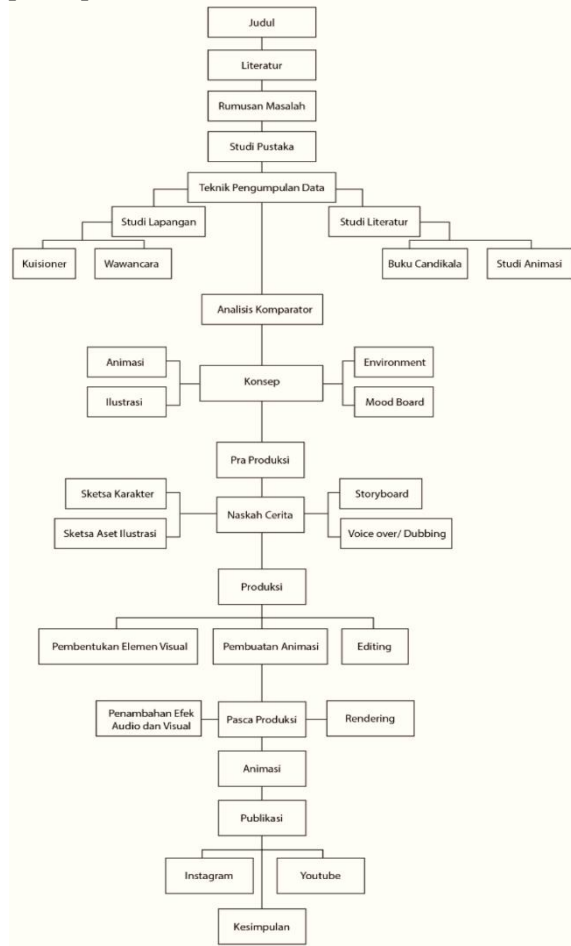 Judul
Literatur
Rumusan Masalah
Studi Pustaka
Teknik Pengumpulan Data
Studi Lapangan
Studi Literatur
Kuisioner
Wawancara
Buku Candikala
Studi Animasi
Analisis Komparator
Animasi
Environment
Konsep
Ilustrasi
Mood Board
Pra Produksi
Sketsa Karakter
Storyboard
Naskah Cerita
Sketsa Aset Ilustrasi
Voice over/ Dubbing
Produksi
Pembentukan Elemen Visual
Pembuatan Animasi
Editing
Penambahan Efek
Audio dan Visual
Pasca Produksi
Rendering
Animasi
Publikasi
Instagram
Youtube
Kesimpulan